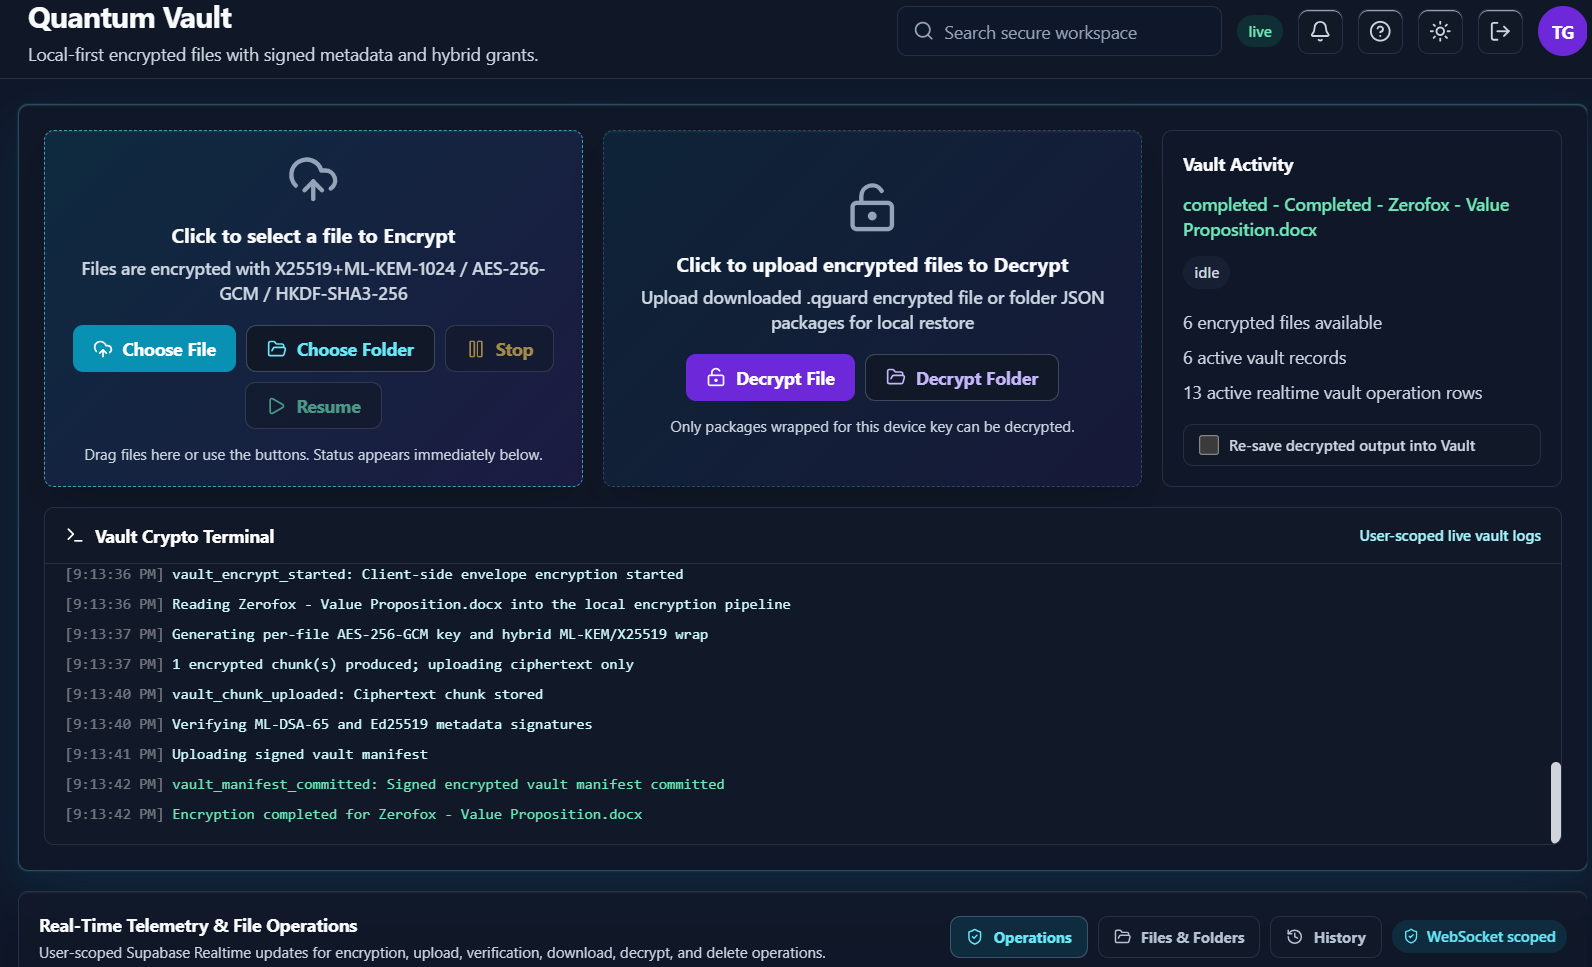 Quantum Vault
Local-first encrypted files with signed metadata and hybrid grants.
Search secure workspace
live
TG
Click to select a file to Encrypt
Files are encrypted with X25519+ML-KEM-1024 / AES-256-
GCM / HKDF-SHA3-256
Choose File
Choose Folder
Stop
Resume
Drag files here or use the buttons. Status appears immediately below.
Click to upload encrypted files to Decrypt
Upload downloaded .qguard encrypted file or folder JSON
packages for local restore
Decrypt File
Decrypt Folder
Only packages wrapped for this device key can be decrypted.
Vault Activity
completed - Completed - Zerofox - Value
Proposition.docx
idle
6 encrypted files available
6 active vault records
13 active realtime vault operation rows
Re-save decrypted output into Vault
Vault Crypto Terminal
User-scoped live vault logs
[9:13:36 PM] vault_encrypt_started: Client-side envelope encryption started
[9:13:36 PM] Reading Zerofox - Value Proposition.docx into the local encryption pipeline
[9:13:37 PM] Generating per-file AES-256-GCM key and hybrid ML-KEM/X25519 wrap
[9:13:37 PM] 1 encrypted chunk(s) produced; uploading ciphertext only
[9:13:40 PM] vault_chunk_uploaded: Ciphertext chunk stored
[9:13:40 PM] Verifying ML-DSA-65 and Ed25519 metadata signatures
[9:13:41 PM] Uploading signed vault manifest
[9:13:42 PM] vault_manifest_committed: Signed encrypted vault manifest committed
[9:13:42 PM] Encryption completed for Zerofox - Value Proposition.docx
Real-Time Telemetry & File Operations
User-scoped Supabase Realtime updates for encryption, upload, verification, download, decrypt, and delete operations.
Operations
Files & Folders
History
WebSocket scoped